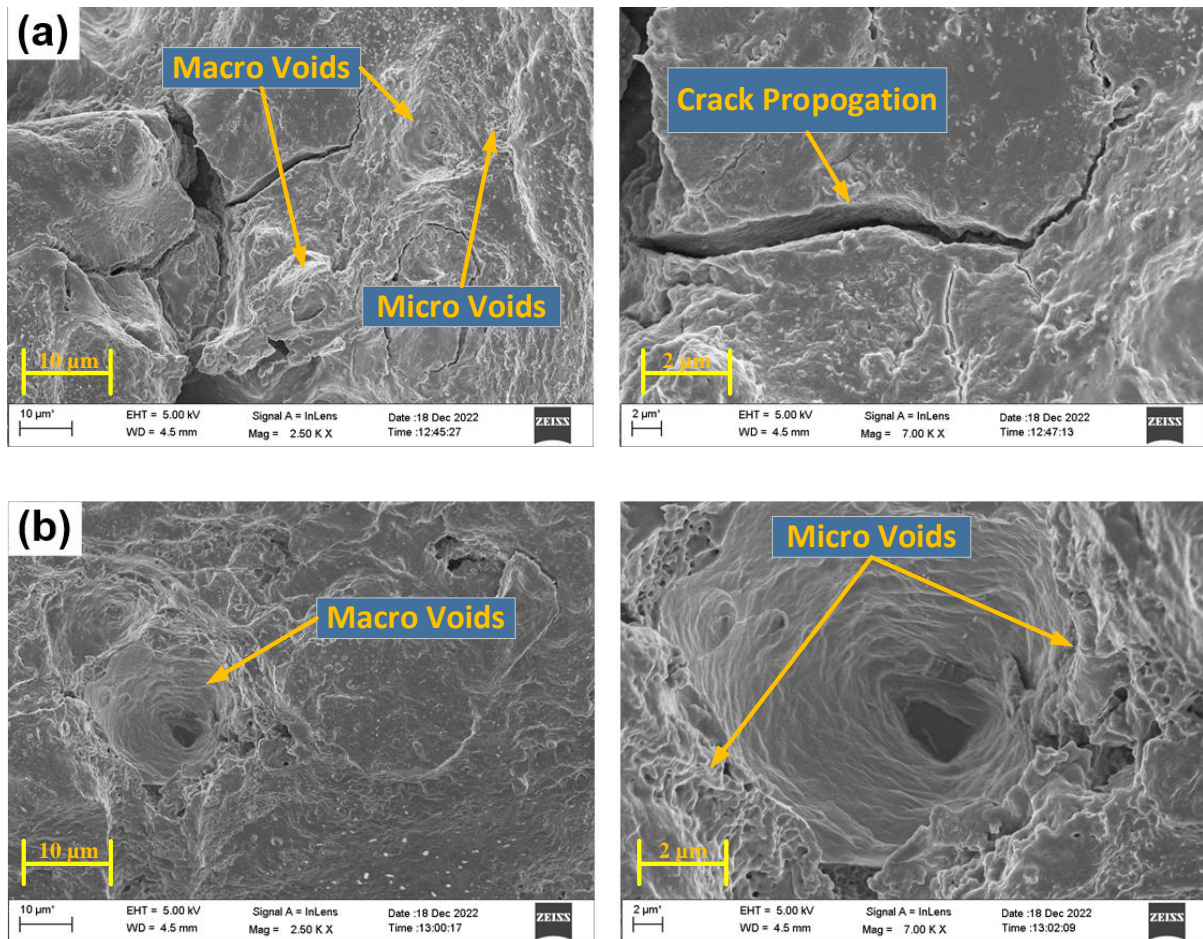 (a)
Macro Voids
Micro Voids
10 µm
10 µm*
EHT = 5.00 kV
WD = 4.5 mm
Signal A = InLens
Mag = 2.50 K X
Date :18 Dec 2022
Time :12:45:27
ZEISS
Crack Propogation
2 µm
2 µm*
EHT = 5.00 kV
WD = 4.5 mm
Signal A = InLens
Mag = 7.00 K X
Date :18 Dec 2022
Time :12:47:13
ZEISS
(b)
Macro Voids
10 µm
10 µm*
EHT = 5.00 kV
WD = 4.5 mm
Signal A = InLens
Mag = 2.50 K X
Date :18 Dec 2022
Time :13:00:17
ZEISS
Micro Voids
2 µm
2 µm*
EHT = 5.00 kV
WD = 4.5 mm
Signal A = InLens
Mag = 7.00 K X
Date :18 Dec 2022
Time :13:02:09
ZEISS